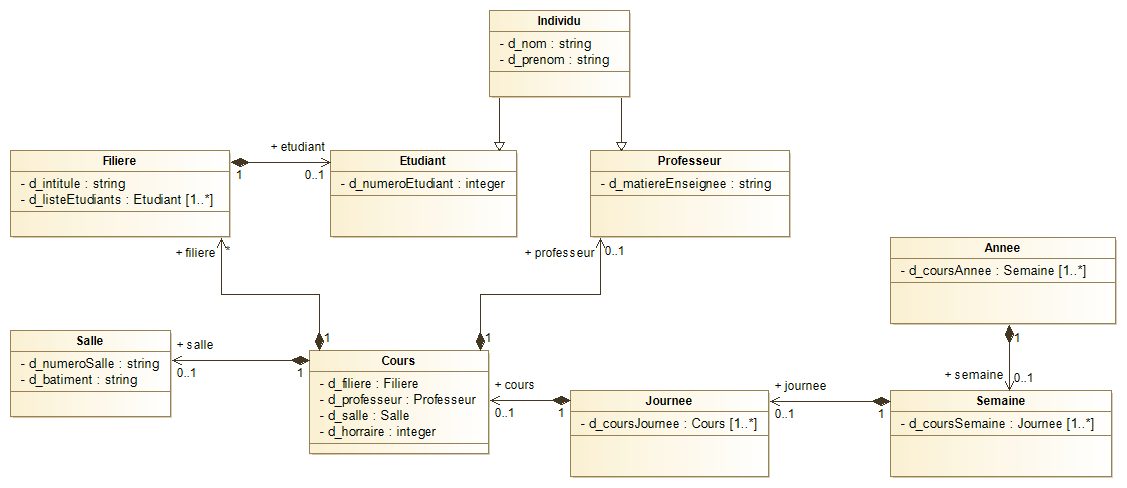 Individu
- d_nom : string
- d_prenom : string
Filiere
- d_intitule : string
- d_listeEtudiants : Etudiant [1..*]
+ etudiant
1
0..1
Etudiant
- d_numeroEtudiant : integer
Professeur
- d_matiereEnseignee : string
+ filiere
*
+ professeur
0..1
Annee
- d_coursAnnee : Semaine [1..*]
Salle
- d_numeroSalle : string
- d_batiment : string
+ salle
0..1
1
1
1
Cours
- d_filiere : Filiere
- d_professeur : Professeur
- d_salle : Salle
- d_horraire : integer
+ cours
0..1
1
Journee
- d_coursJournee : Cours [1..*]
+ journee
0..1
1
1
+ semaine
0..1
Semaine
- d_coursSemaine : Journee [1..*]